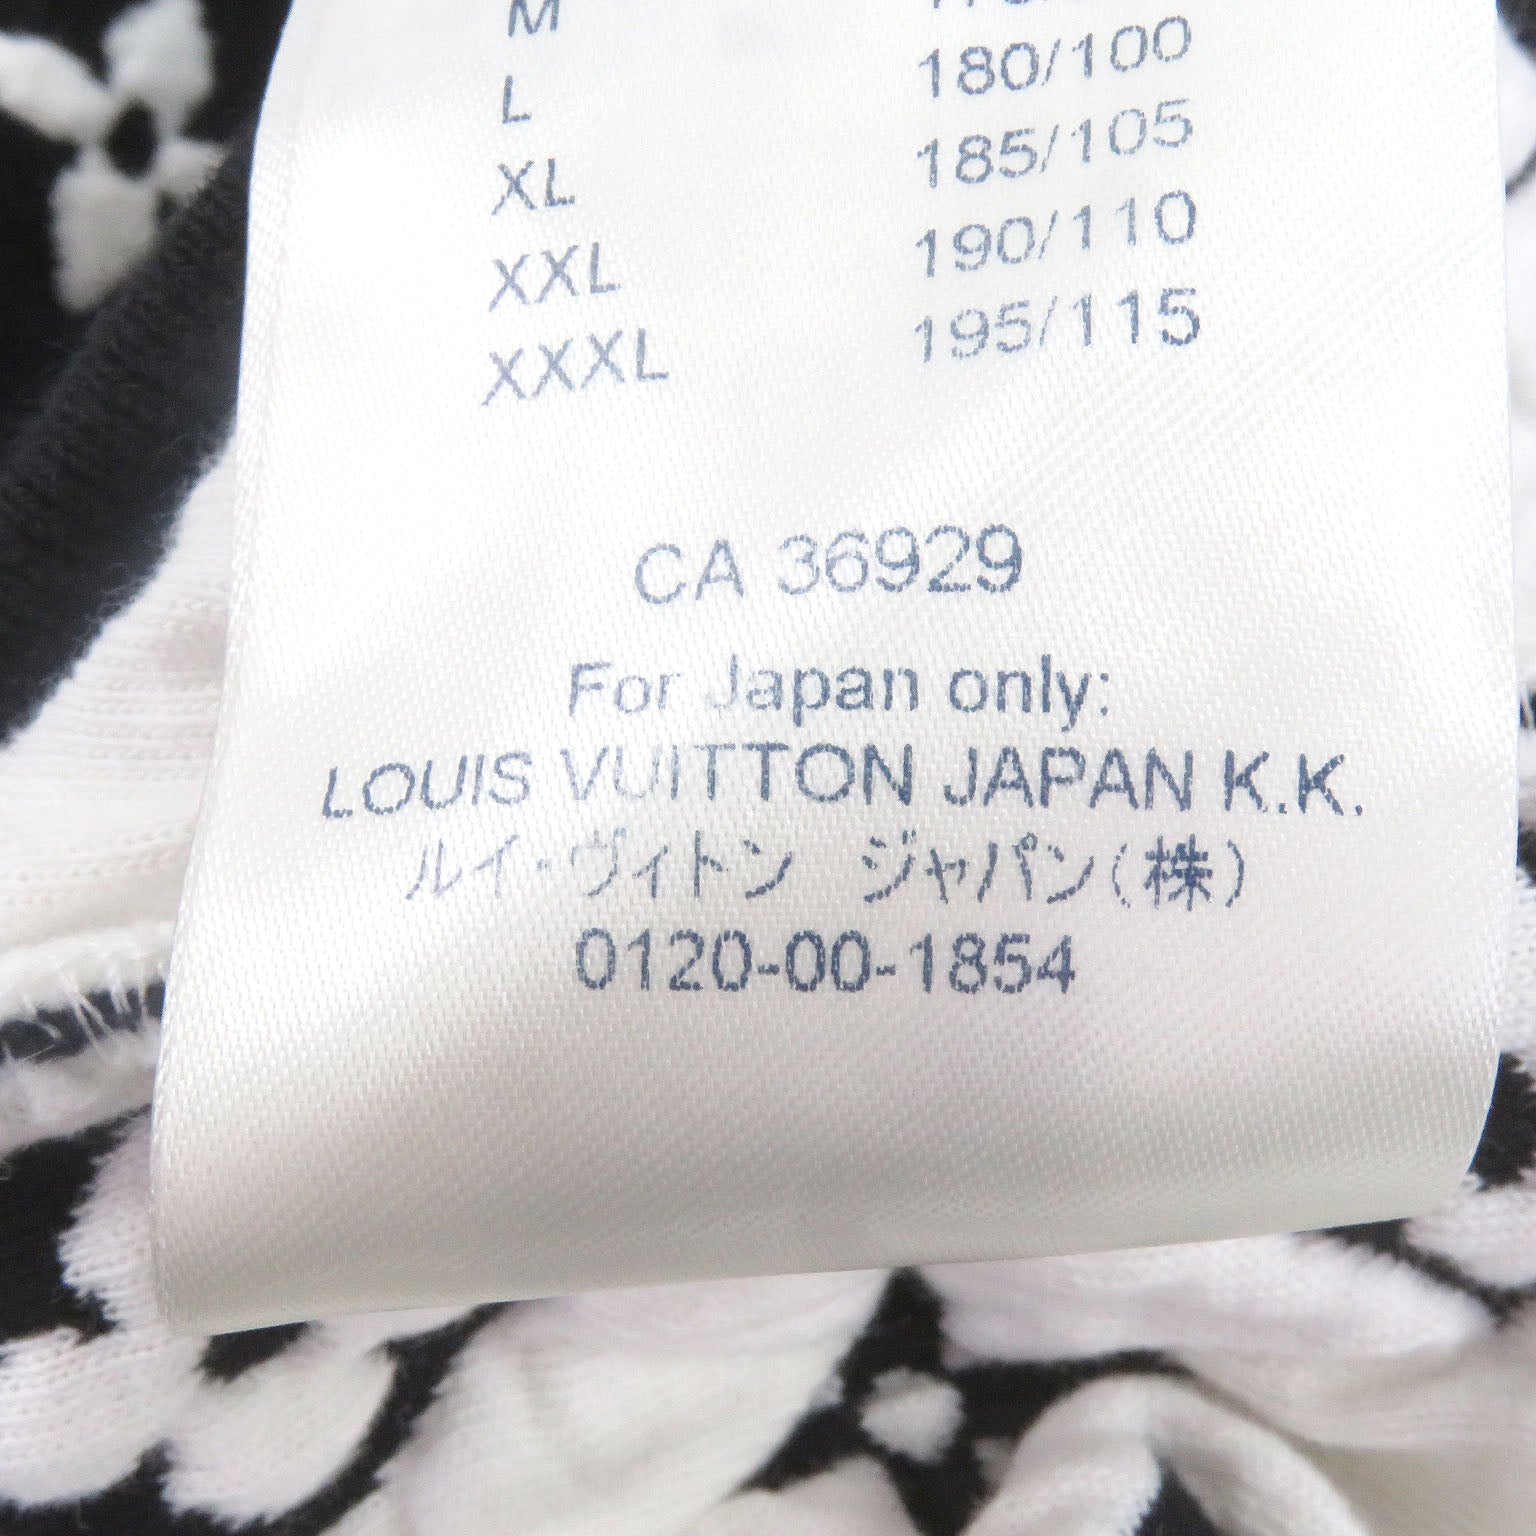 M
L 180/100
XL 185/105
XXL 190/110
XXXL 195/115
CA 36929
For Japan only:
LOUIS VUITTON JAPAN K.K.
ルイ・ヴィトン ジャパン(株)
0120-00-1854